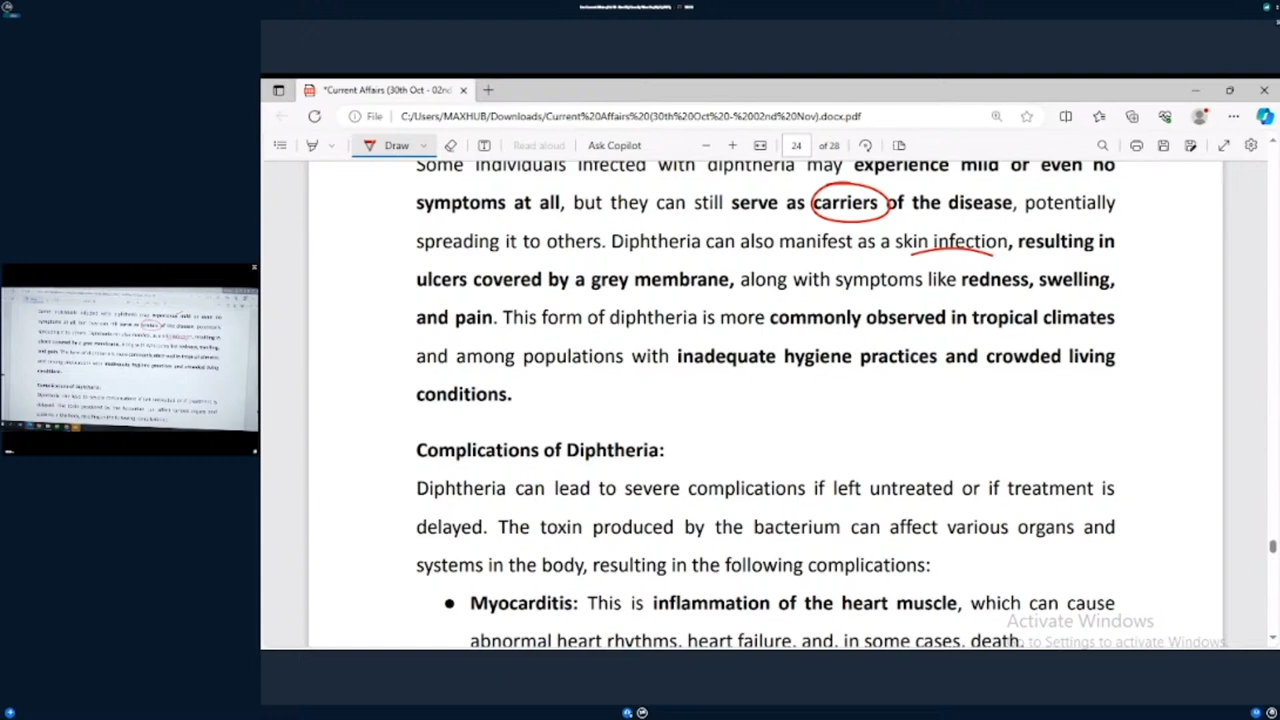 *Current Affairs (30th Oct - 02nd
File
C:/Users/MAXHUB/Downloads/Current%20Affairs%20(30th%20Oct%20-%2002nd%20Nov).docx.pdf
Draw
Read aloud
Ask Copilot
24
of 28
Some individuals infected with diphtheria may experience mild or even no
symptoms at all, but they can still serve as carriers of the disease, potentially
spreading it to others. Diphtheria can also manifest as a skin infection, resulting in
ulcers covered by a grey membrane, along with symptoms like redness, swelling,
and pain. This form of diphtheria is more commonly observed in tropical climates
and among populations with inadequate hygiene practices and crowded living
conditions.
Complications of Diphtheria:
Diphtheria can lead to severe complications if left untreated or if treatment is
delayed. The toxin produced by the bacterium can affect various organs and
systems in the body, resulting in the following complications:
● Myocarditis: This is inflammation of the heart muscle, which can cause
abnormal heart rhythms, heart failure, and, in some cases, death.
Activate Windows
to Settings to activate Windows.